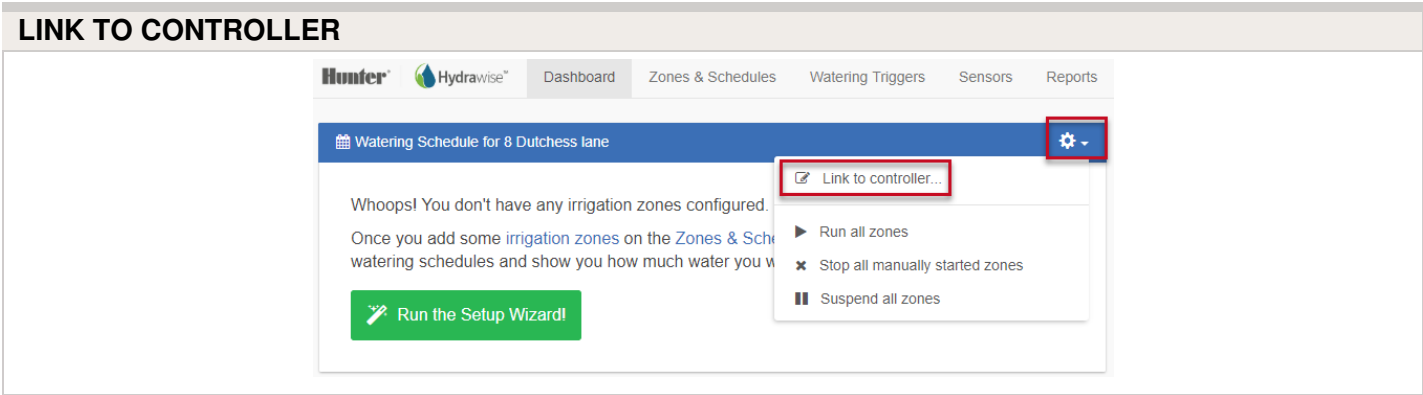 LINK TO CONTROLLER
Hunter® Hydrawise™ Dashboard Zones & Schedules Watering Triggers Sensors Reports
Watering Schedule for 8 Dutchess lane
Link to controller...
Whoops! You don't have any irrigation zones configured.
Run all zones
Once you add some irrigation zones on the Zones & Sche
Stop all manually started zones
watering schedules and show you how much water you w
Suspend all zones
Run the Setup Wizard!